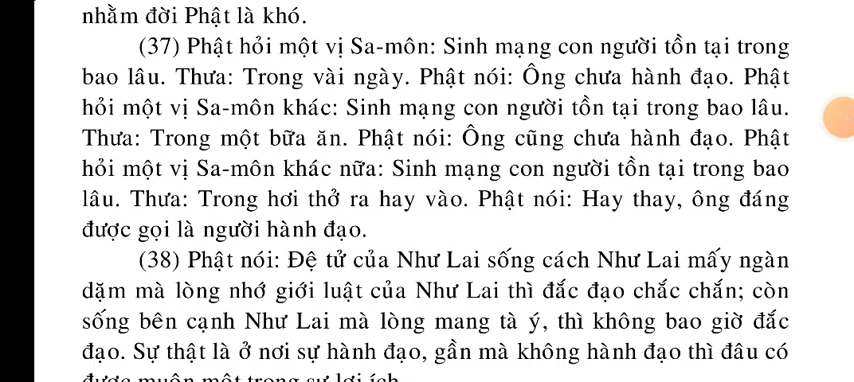 nhằm đời Phật là khó.
(37) Phật hỏi một vị Sa-môn: Sinh mạng con người tồn tại trong
bao lâu. Thưa: Trong vài ngày. Phật nói: Ông chưa hành đạo. Phật
hỏi một vị Sa-môn khác: Sinh mạng con người tồn tại trong bao lâu.
Thưa: Trong một bữa ăn. Phật nói: Ông cũng chưa hành đạo. Phật
hỏi một vị Sa-môn khác nữa: Sinh mạng con người tồn tại trong bao
lâu. Thưa: Trong hơi thở ra hay vào. Phật nói: Hay thay, ông đáng
được gọi là người hành đạo.
(38) Phật nói: Đệ tử của Như Lai sống cách Như Lai mấy ngàn
dặm mà lòng nhớ giới luật của Như Lai thì đắc đạo chắc chắn; còn
sống bên cạnh Như Lai mà lòng mang tà ý, thì không bao giờ đắc
đạo. Sự thật là ở nơi sự hành đạo, gần mà không hành đạo thì đâu có
được muôn một trong sự lợi ích.